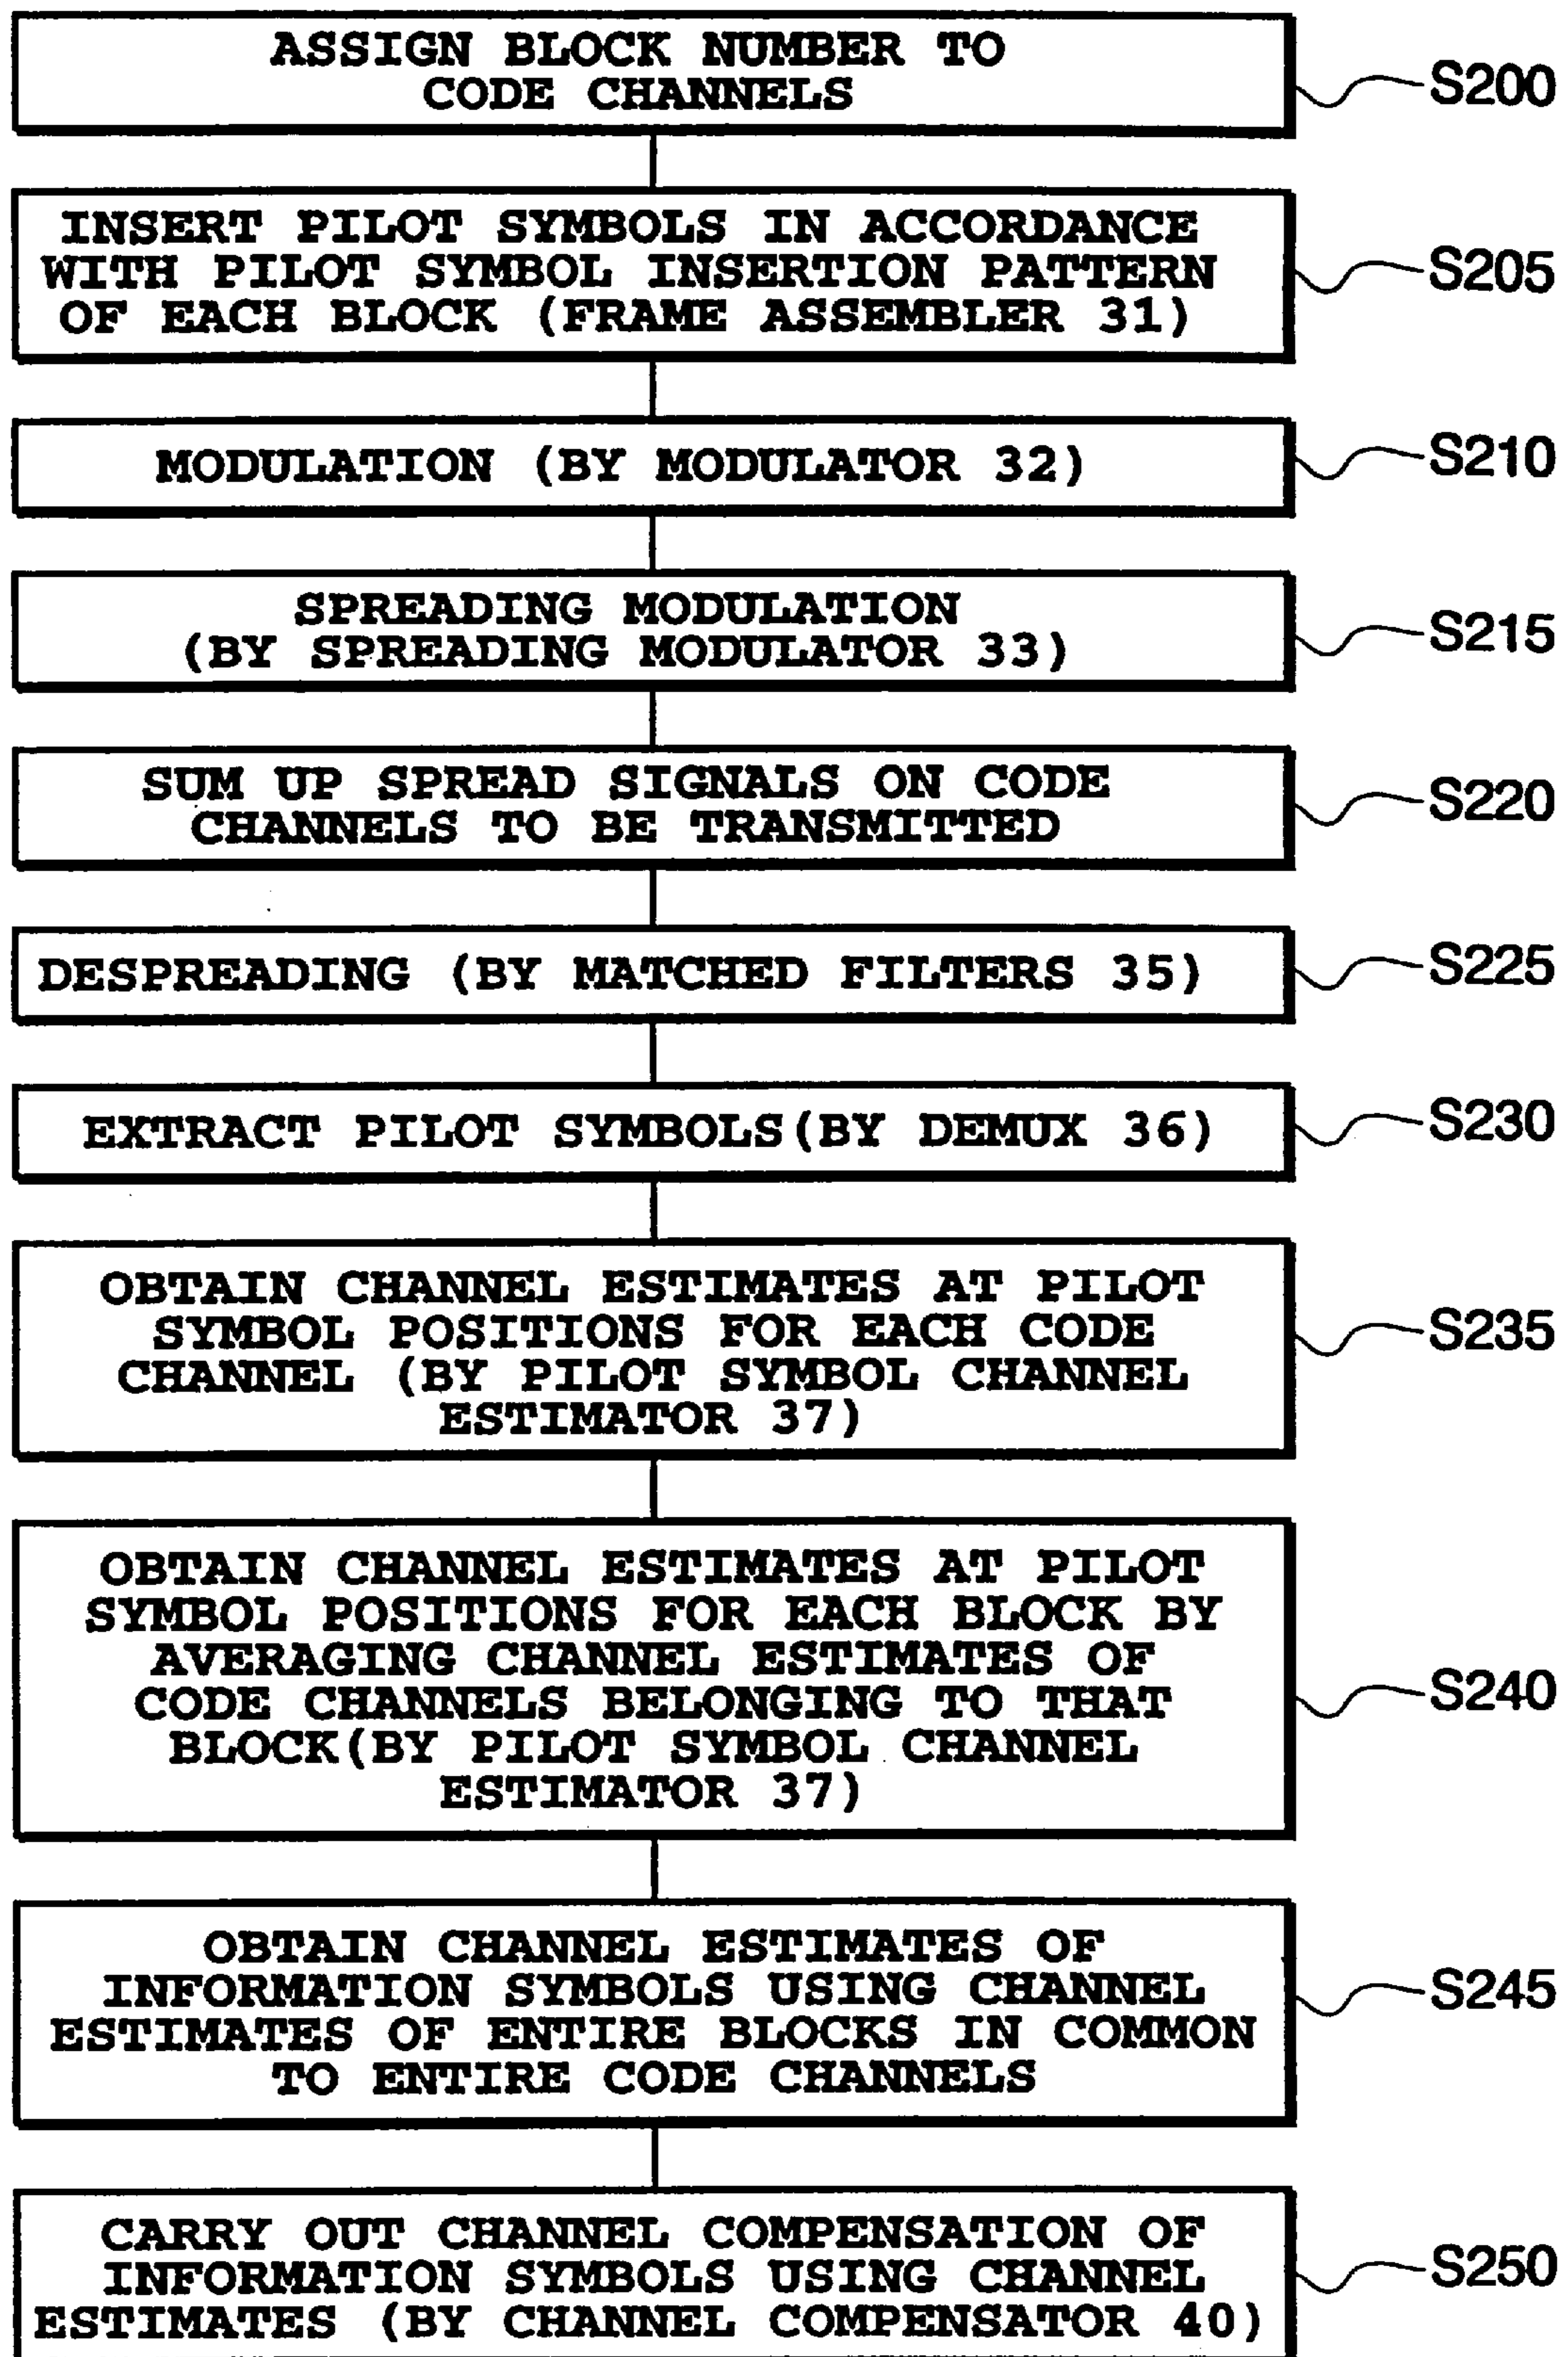 ASSIGN BLOCK NUMBER TO
CODE CHANNELS
S200
INSERT PILOT SYMBOLS IN ACCORDANCE
WITH PILOT SYMBOL INSERTION PATTERN
OF EACH BLOCK (FRAME ASSEMBLER 31)
S205
MODULATION (BY MODULATOR 32)
S210
SPREADING MODULATION
(BY SPREADING MODULATOR 33)
S215
SUM UP SPREAD SIGNALS ON CODE
CHANNELS TO BE TRANSMITTED
S220
DESPREADING (BY MATCHED FILTERS 35)
S225
EXTRACT PILOT SYMBOLS(BY DEMUX 36)
S230
OBTAIN CHANNEL ESTIMATES AT PILOT
SYMBOL POSITIONS FOR EACH CODE
CHANNEL (BY PILOT SYMBOL CHANNEL
ESTIMATOR 37)
S235
OBTAIN CHANNEL ESTIMATES AT PILOT
SYMBOL POSITIONS FOR EACH BLOCK BY
AVERAGING CHANNEL ESTIMATES OF
CODE CHANNELS BELONGING TO THAT
BLOCK(BY PILOT SYMBOL CHANNEL
ESTIMATOR 37)
S240
OBTAIN CHANNEL ESTIMATES OF
INFORMATION SYMBOLS USING CHANNEL
ESTIMATES OF ENTIRE BLOCKS IN COMMON
TO ENTIRE CODE CHANNELS
S245
CARRY OUT CHANNEL COMPENSATION OF
INFORMATION SYMBOLS USING CHANNEL
ESTIMATES (BY CHANNEL COMPENSATOR 40)
S250